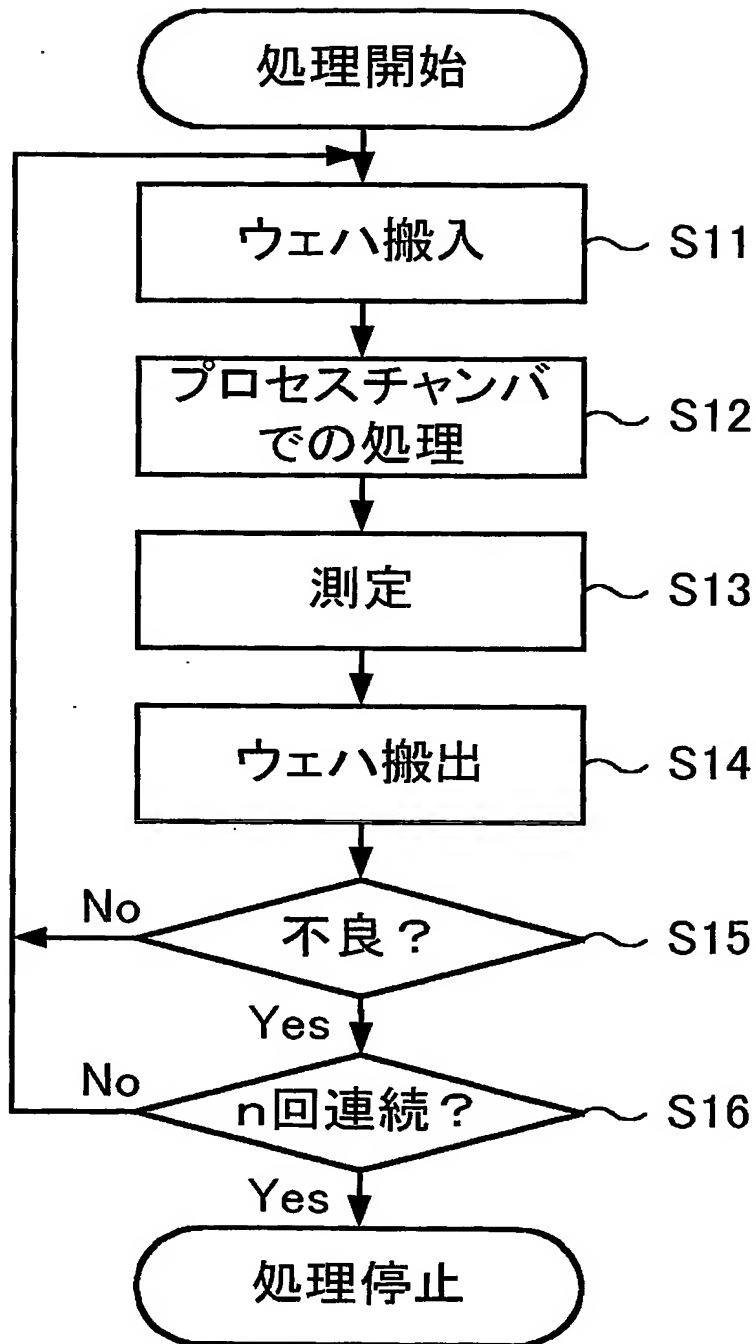 処理開始
ウェハ搬入
S11
プロセスチャンバ
での処理
S12
測定
S13
ウェハ搬出
S14
No
不良？
S15
Yes
No
n回連続？
S16
Yes
処理停止